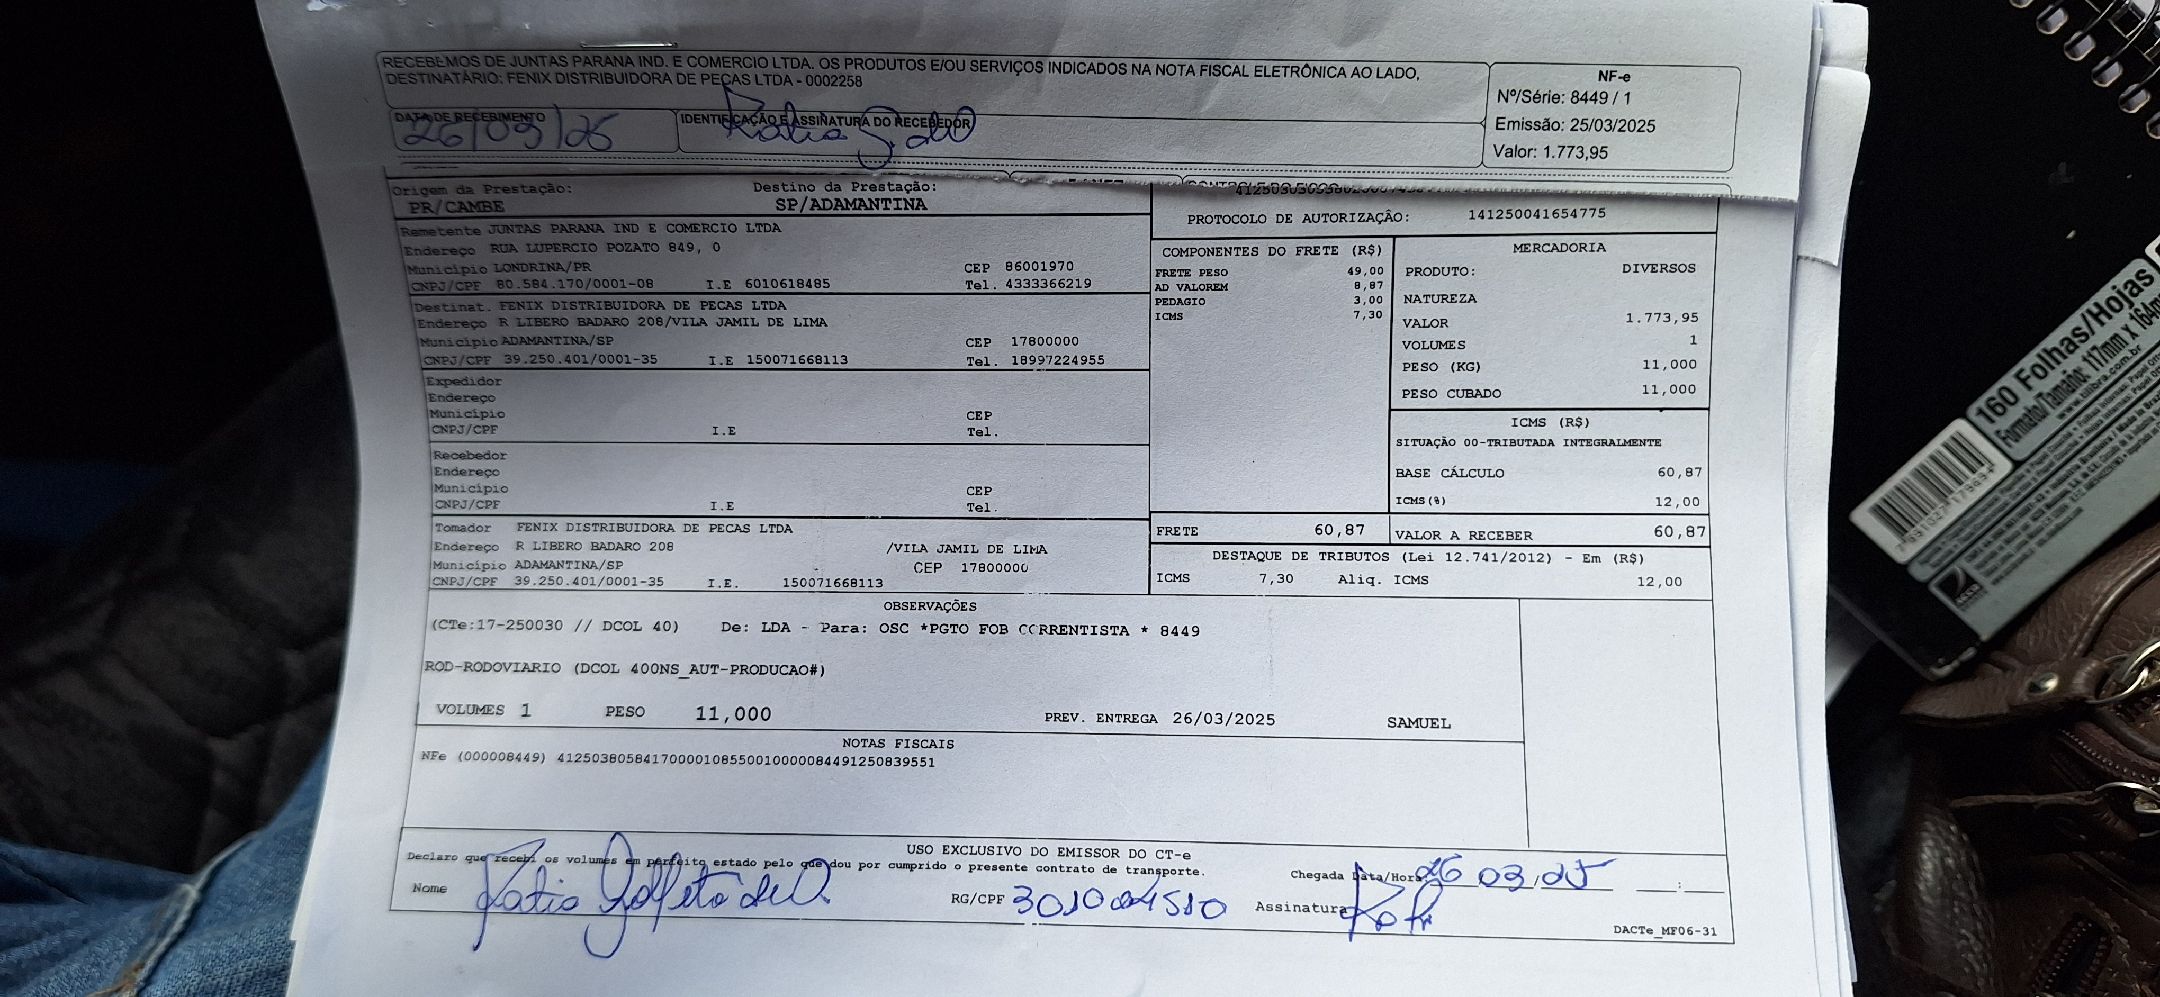 RECEBEMOS DE JUNTAS PARANA IND. E COMERCIO LTDA. OS PRODUTOS E/OU SERVIÇOS INDICADOS NA NOTA FISCAL ELETRÔNICA AO LADO,
DESTINATÁRIO: FENIX DISTRIBUIDORA DE PEÇAS LTDA - 0002258
NF-e
Nº/Série: 8449 / 1
Emissão: 25/03/2025
Valor: 1.773,95
DATA DE RECEBIMENTO
26/03/25
IDENTIFICAÇÃO E ASSINATURA DO RECEBEDOR
Origem da Prestação: Destino da Prestação:
PR/CAMBE SP/ADAMANTINA
PROTOCOLO DE AUTORIZAÇÃO: 141250041654775
Remetente JUNTAS PARANA IND E COMERCIO LTDA
Endereço RUA LUPERCIO POZATO 849, 0
Município LONDRINA/PR CEP 86001970
CNPJ/CPF 80.584.170/0001-08 I.E 6010618485 Tel. 4333366219
Destinat. FENIX DISTRIBUIDORA DE PECAS LTDA
Endereço R LIBERO BADARO 208/VILA JAMIL DE LIMA
Município ADAMANTINA/SP CEP 17800000
CNPJ/CPF 39.250.401/0001-35 I.E 150071668113 Tel. 18997224955
Expedidor
Endereço
Município CEP
CNPJ/CPF I.E Tel.
Recebedor
Endereço
Município CEP
CNPJ/CPF I.E Tel.
Tomador FENIX DISTRIBUIDORA DE PECAS LTDA
Endereço R LIBERO BADARO 208 /VILA JAMIL DE LIMA
Município ADAMANTINA/SP CEP 17800000
CNPJ/CPF 39.250.401/0001-35 I.E. 150071668113
COMPONENTES DO FRETE (R$)
FRETE PESO 49,00
AD VALOREM 8,87
PEDAGIO 3,00
ICMS 7,30
MERCADORIA
PRODUTO: DIVERSOS
NATUREZA
VALOR 1.773,95
VOLUMES 1
PESO (KG) 11,000
PESO CUBADO 11,000
ICMS (R$)
SITUAÇÃO 00-TRIBUTADA INTEGRALMENTE
BASE CÁLCULO 60,87
ICMS(%) 12,00
FRETE 60,87 VALOR A RECEBER 60,87
DESTAQUE DE TRIBUTOS (Lei 12.741/2012) - Em (R$)
ICMS 7,30 Aliq. ICMS 12,00
OBSERVAÇÕES
(CTe:17-250030 // DCOL 40) De: LDA - Para: OSC *PGTO FOB CORRENTISTA * 8449
ROD-RODOVIARIO (DCOL 400NS_AUT-PRODUCAO#)
VOLUMES 1 PESO 11,000 PREV. ENTREGA 26/03/2025 SAMUEL
NOTAS FISCAIS
NFe (000008449) 41250380584170000108550010000084491250839551
USO EXCLUSIVO DO EMISSOR DO CT-e
Declaro que recebi os volumes em perfeito estado pelo que dou por cumprido o presente contrato de transporte.
Nome RG/CPF Assinatura
Chegada Data/Hora 26 03/25 __:__
DACTe_MF06-31
160 Folhas/Hojas